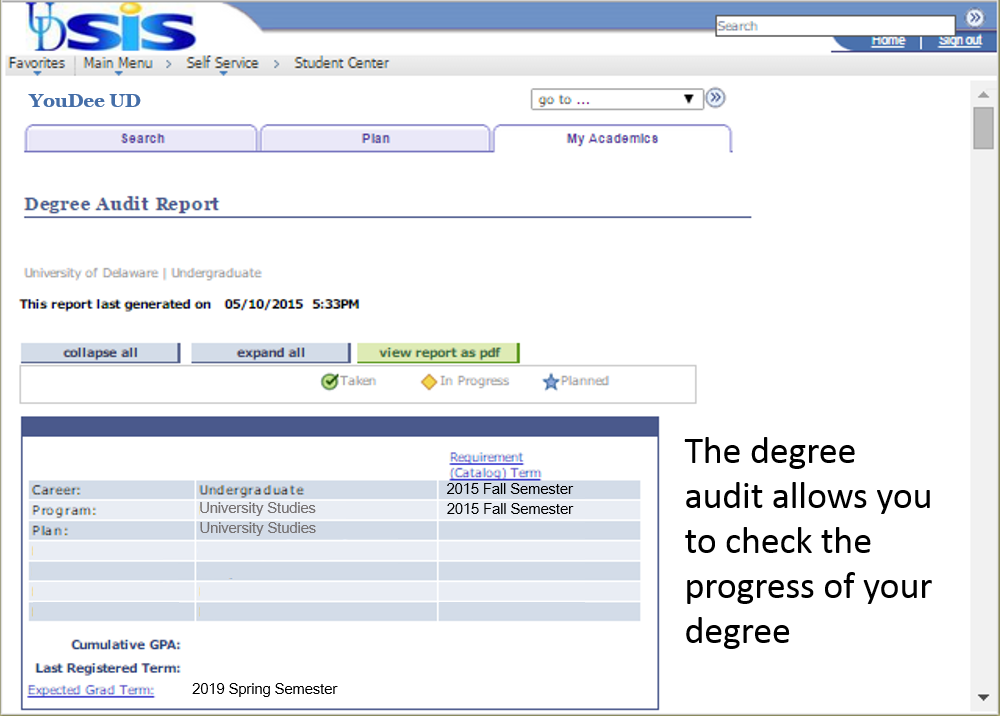 UDSIS
Search
Home | Sign out
Favorites Main Menu > Self Service > Student Center
YouDee UD
go to ...
Search Plan My Academics
Degree Audit Report
University of Delaware | Undergraduate
This report last generated on 05/10/2015 5:33PM
collapse all expand all view report as pdf
Taken In Progress Planned
Requirement
(Catalog) Term
Career: Undergraduate 2015 Fall Semester
Program: University Studies 2015 Fall Semester
Plan: University Studies
Cumulative GPA:
Last Registered Term:
Expected Grad Term: 2019 Spring Semester
The degree
audit allows you
to check the
progress of your
degree